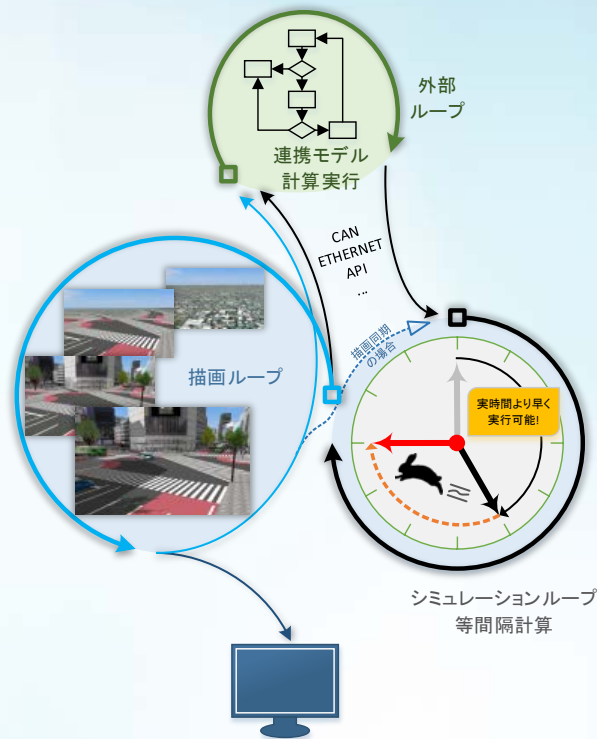 外部
ループ
連携モデル
計算実行
CAN
ETHERNET
API
...
描画同期
の場合
描画ループ
実時間より早く
実行可能!
シミュレーションループ
等間隔計算